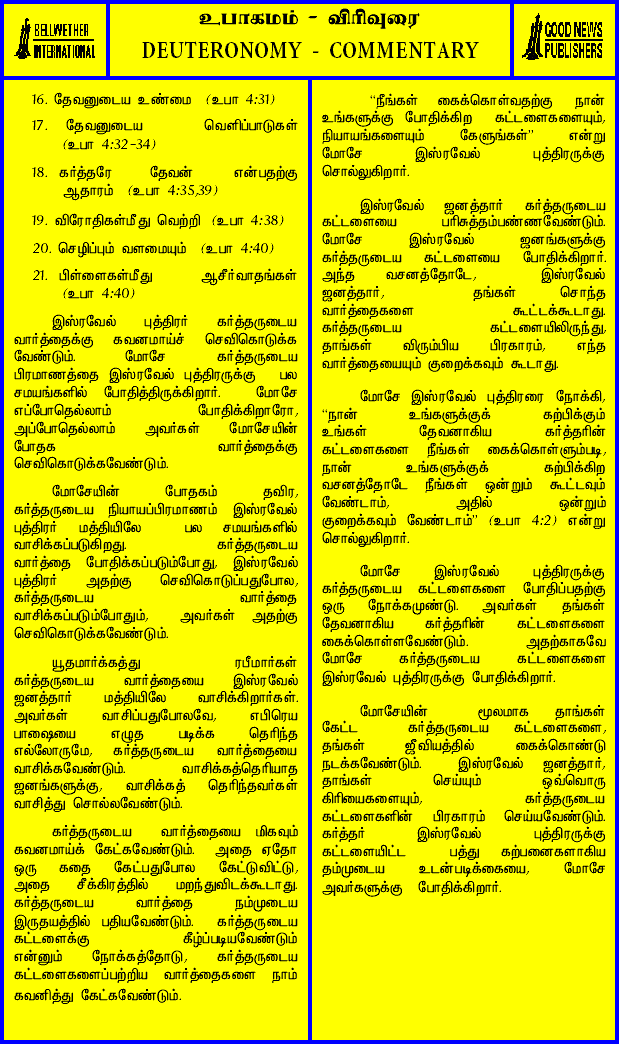 BELLWETHER
INTERNATIONAL
உபாகமம் - விரிவுரை
DEUTERONOMY - COMMENTARY
GOOD NEWS
PUBLISHERS
16. தேவனுடைய உண்மை (உபா 4:31)
17. தேவனுடைய வெளிப்பாடுகள்
(உபா 4:32-34)
18. கர்த்தரே தேவன் என்பதற்கு
ஆதாரம் (உபா 4:35,39)
19. விரோதிகள்மீது வெற்றி (உபா 4:38)
20. செழிப்பும் வளமையும் (உபா 4:40)
21. பிள்ளைகள்மீது ஆசீர்வாதங்கள்
(உபா 4:40)
இஸ்ரவேல் புத்திரர் கர்த்தருடைய
வார்த்தைக்கு கவனமாய்ச் செவிகொடுக்க
வேண்டும். மோசே கர்த்தருடைய
பிரமாணத்தை இஸ்ரவேல் புத்திரருக்கு பல
சமயங்களில் போதித்திருக்கிறார். மோசே
எப்போதெல்லாம் போதிக்கிறாரோ,
அப்போதெல்லாம் அவர்கள் மோசேயின்
போதக வார்த்தைக்கு
செவிகொடுக்கவேண்டும்.
மோசேயின் போதகம் தவிர,
கர்த்தருடைய நியாயப்பிரமாணம் இஸ்ரவேல்
புத்திரர் மத்தியிலே பல சமயங்களில்
வாசிக்கப்படுகிறது. கர்த்தருடைய
வார்த்தை போதிக்கப்படும்போது, இஸ்ரவேல்
புத்திரர் அதற்கு செவிகொடுப்பதுபோல,
கர்த்தருடைய வார்த்தை
வாசிக்கப்படும்போதும், அவர்கள் அதற்கு
செவிகொடுக்கவேண்டும்.
யூதமார்க்கத்து ரபீமார்கள்
கர்த்தருடைய வார்த்தையை இஸ்ரவேல்
ஜனத்தார் மத்தியிலே வாசிக்கிறார்கள்.
அவர்கள் வாசிப்பதுபோலவே, எபிரெய
பாஷையை எழுத படிக்க தெரிந்த
எல்லோருமே, கர்த்தருடைய வார்த்தையை
வாசிக்கவேண்டும். வாசிக்கத்தெரியாத
ஜனங்களுக்கு, வாசிக்கத் தெரிந்தவர்கள்
வாசித்து சொல்லவேண்டும்.
கர்த்தருடைய வார்த்தையை மிகவும்
கவனமாய்க் கேட்கவேண்டும். அதை ஏதோ
ஒரு கதை கேட்பதுபோல கேட்டுவிட்டு,
அதை சீக்கிரத்தில் மறந்துவிடக்கூடாது.
கர்த்தருடைய வார்த்தை நம்முடைய
இருதயத்தில் பதியவேண்டும். கர்த்தருடைய
கட்டளைக்கு கீழ்ப்படியவேண்டும்
என்னும் நோக்கத்தோடு, கர்த்தருடைய
கட்டளைகளைப்பற்றிய வார்த்தைகளை நாம்
கவனித்து கேட்கவேண்டும்.
“நீங்கள் கைக்கொள்வதற்கு நான்
உங்களுக்கு போதிக்கிற கட்டளைகளையும்,
நியாயங்களையும் கேளுங்கள்” என்று
மோசே இஸ்ரவேல் புத்திரருக்கு
சொல்லுகிறார்.
இஸ்ரவேல் ஜனத்தார் கர்த்தருடைய
கட்டளையை பரிசுத்தம்பண்ணவேண்டும்.
மோசே இஸ்ரவேல் ஜனங்களுக்கு
கர்த்தருடைய கட்டளையை போதிக்கிறார்.
அந்த வசனத்தோடே, இஸ்ரவேல்
ஜனத்தார், தங்கள் சொந்த
வார்த்தைகளை கூட்டக்கூடாது.
கர்த்தருடைய கட்டளையிலிருந்து,
தாங்கள் விரும்பிய பிரகாரம், எந்த
வார்த்தையையும் குறைக்கவும் கூடாது.
மோசே இஸ்ரவேல் புத்திரரை நோக்கி,
“நான் உங்களுக்குக் கற்பிக்கும்
உங்கள் தேவனாகிய கர்த்தரின்
கட்டளைகளை நீங்கள் கைக்கொள்ளும்படி,
நான் உங்களுக்குக் கற்பிக்கிற
வசனத்தோடே நீங்கள் ஒன்றும் கூட்டவும்
வேண்டாம், அதில் ஒன்றும்
குறைக்கவும் வேண்டாம்” (உபா 4:2) என்று
சொல்லுகிறார்.
மோசே இஸ்ரவேல் புத்திரருக்கு
கர்த்தருடைய கட்டளைகளை போதிப்பதற்கு
ஒரு நோக்கமுண்டு. அவர்கள் தங்கள்
தேவனாகிய கர்த்தரின் கட்டளைகளை
கைக்கொள்ளவேண்டும். அதற்காகவே
மோசே கர்த்தருடைய கட்டளைகளை
இஸ்ரவேல் புத்திரருக்கு போதிக்கிறார்.
மோசேயின் மூலமாக தாங்கள்
கேட்ட கர்த்தருடைய கட்டளைகளை,
தங்கள் ஜீவியத்தில் கைக்கொண்டு
நடக்கவேண்டும். இஸ்ரவேல் ஜனத்தார்,
தாங்கள் செய்யும் ஒவ்வொரு
கிரியைகளையும், கர்த்தருடைய
கட்டளைகளின் பிரகாரம் செய்யவேண்டும்.
கர்த்தர் இஸ்ரவேல் புத்திரருக்கு
கட்டளையிட்ட பத்து கற்பனைகளாகிய
தம்முடைய உடன்படிக்கையை, மோசே
அவர்களுக்கு போதிக்கிறார்.